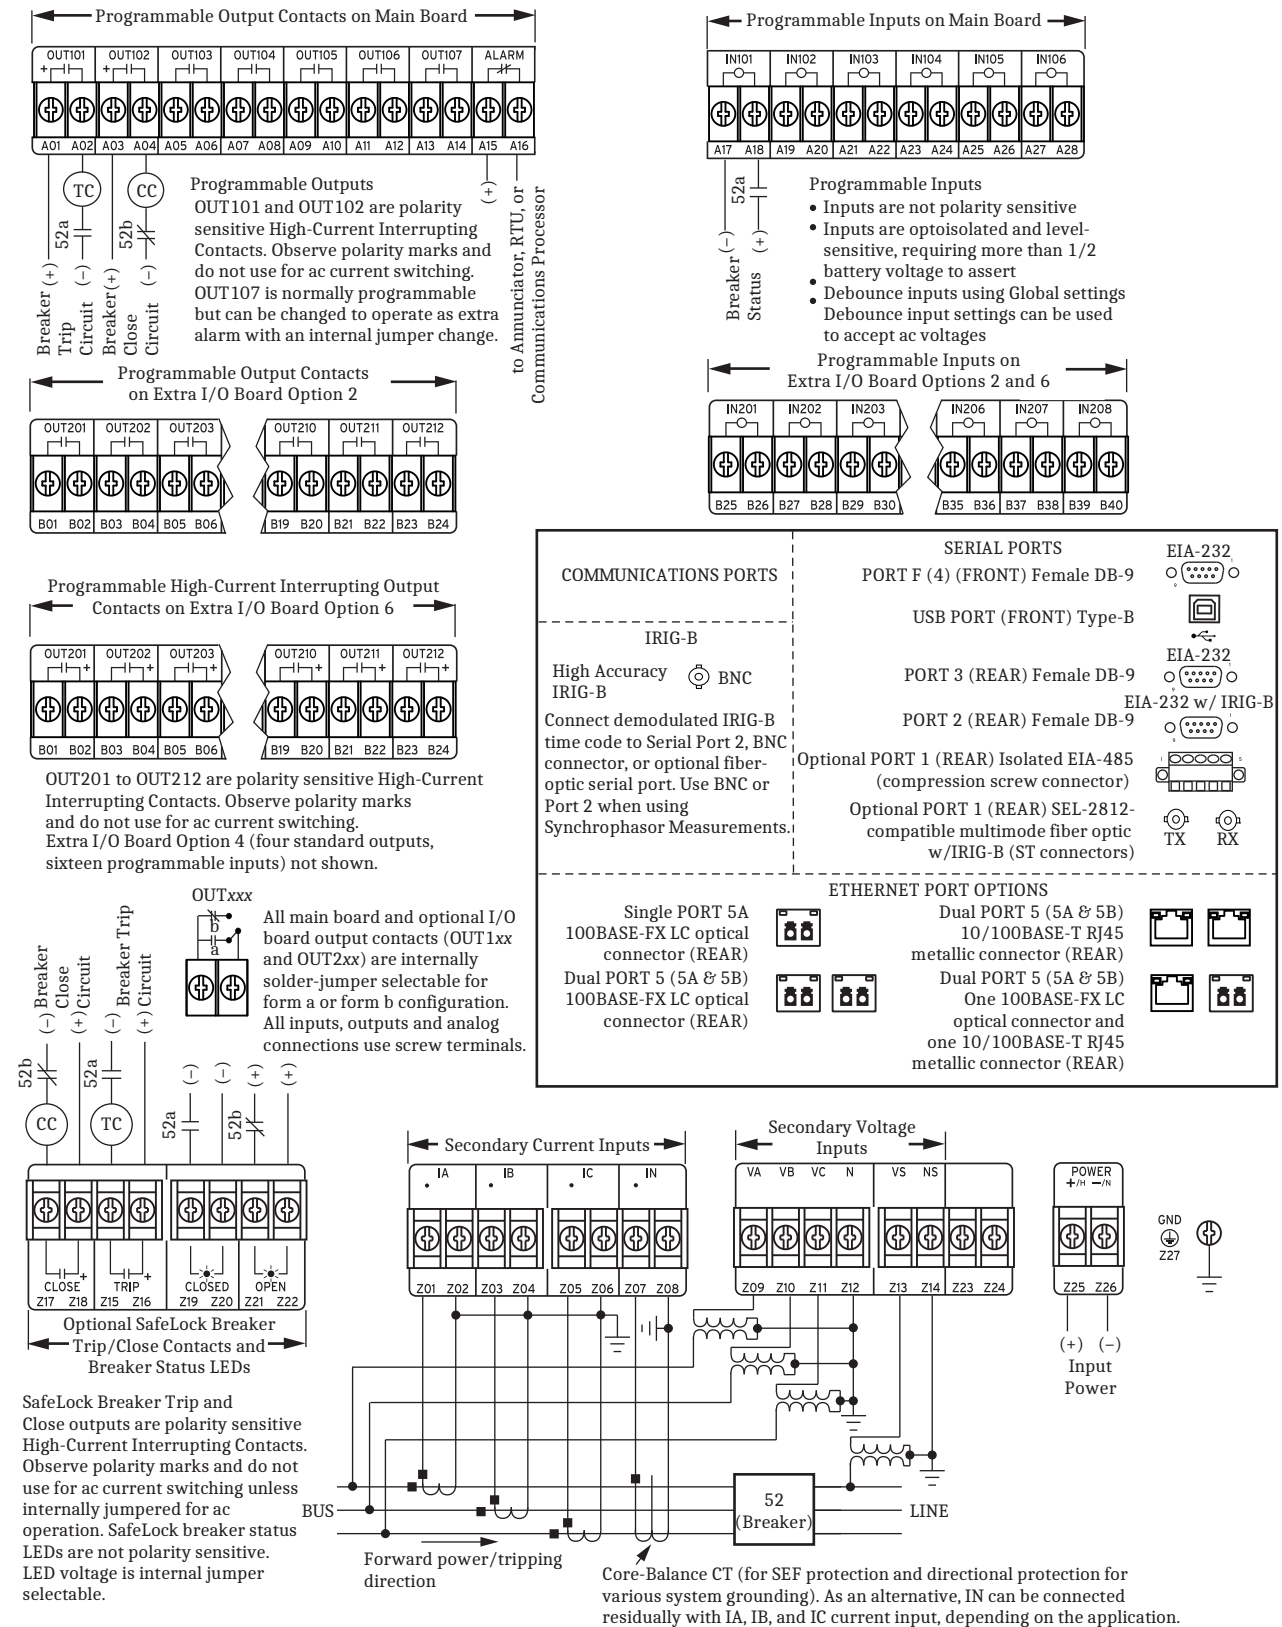 Programmable Output Contacts on Main Board
OUT101 OUT102 OUT103 OUT104 OUT105 OUT106 OUT107 ALARM
+ +
A01 A02 A03 A04 A05 A06 A07 A08 A09 A10 A11 A12 A13 A14 A15 A16
TC CC
52a 52b
Breaker (+)
Trip
Circuit (−)
Breaker (+)
Close
Circuit (−)
(+)
to Annunciator, RTU, or
Communications Processor
Programmable Outputs
OUT101 and OUT102 are polarity
sensitive High-Current Interrupting
Contacts. Observe polarity marks and
do not use for ac current switching.
OUT107 is normally programmable
but can be changed to operate as extra
alarm with an internal jumper change.
Programmable Inputs on Main Board
IN101 IN102 IN103 IN104 IN105 IN106
A17 A18 A19 A20 A21 A22 A23 A24 A25 A26 A27 A28
52a
Breaker (−)
Status (+)
Programmable Inputs
• Inputs are not polarity sensitive
• Inputs are optoisolated and level-
sensitive, requiring more than 1/2
battery voltage to assert
• Debounce inputs using Global settings
• Debounce input settings can be used
to accept ac voltages
Programmable Output Contacts
on Extra I/O Board Option 2
OUT201 OUT202 OUT203 OUT210 OUT211 OUT212
B01 B02 B03 B04 B05 B06 B19 B20 B21 B22 B23 B24
Programmable Inputs on
Extra I/O Board Options 2 and 6
IN201 IN202 IN203 IN206 IN207 IN208
B25 B26 B27 B28 B29 B30 B35 B36 B37 B38 B39 B40
Programmable High-Current Interrupting Output
Contacts on Extra I/O Board Option 6
OUT201 OUT202 OUT203 OUT210 OUT211 OUT212
+ + + + + +
B01 B02 B03 B04 B05 B06 B19 B20 B21 B22 B23 B24
OUT201 to OUT212 are polarity sensitive High-Current
Interrupting Contacts. Observe polarity marks
and do not use for ac current switching.
Extra I/O Board Option 4 (four standard outputs,
sixteen programmable inputs) not shown.
COMMUNICATIONS PORTS
IRIG-B
High Accuracy
IRIG-B
BNC
Connect demodulated IRIG-B
time code to Serial Port 2, BNC
connector, or optional fiber-
optic serial port. Use BNC or
Port 2 when using
Synchrophasor Measurements.
SERIAL PORTS
EIA-232
PORT F (4) (FRONT) Female DB-9
USB PORT (FRONT) Type-B
EIA-232
PORT 3 (REAR) Female DB-9
EIA-232 w/ IRIG-B
PORT 2 (REAR) Female DB-9
Optional PORT 1 (REAR) Isolated EIA-485
(compression screw connector)
Optional PORT 1 (REAR) SEL-2812-
compatible multimode fiber optic
w/IRIG-B (ST connectors)
TX RX
ETHERNET PORT OPTIONS
Single PORT 5A
100BASE-FX LC optical
connector (REAR)
Dual PORT 5 (5A & 5B)
100BASE-FX LC optical
connector (REAR)
Dual PORT 5 (5A & 5B)
10/100BASE-T RJ45
metallic connector (REAR)
Dual PORT 5 (5A & 5B)
One 100BASE-FX LC
optical connector and
one 10/100BASE-T RJ45
metallic connector (REAR)
OUTxxx
b
a
All main board and optional I/O
board output contacts (OUT1xx
and OUT2xx) are internally
solder-jumper selectable for
form a or form b configuration.
All inputs, outputs and analog
connections use screw terminals.
(−) Breaker
Close
(+) Circuit
(−) Breaker Trip
(+) Circuit
52b 52a
CC TC
(−) (−) (+) (+)
52a 52b
CLOSE + TRIP + CLOSED OPEN
Z17 Z18 Z15 Z16 Z19 Z20 Z21 Z22
Optional SafeLock Breaker
Trip/Close Contacts and
Breaker Status LEDs
SafeLock Breaker Trip and
Close outputs are polarity sensitive
High-Current Interrupting Contacts.
Observe polarity marks and do not
use for ac current switching unless
internally jumpered for ac
operation. SafeLock breaker status
LEDs are not polarity sensitive.
LED voltage is internal jumper
selectable.
Secondary Current Inputs
IA IB IC IN
Z01 Z02 Z03 Z04 Z05 Z06 Z07 Z08
Secondary Voltage
Inputs
VA VB VC N VS NS
Z09 Z10 Z11 Z12 Z13 Z14 Z23 Z24
POWER
+/H −/N
Z25 Z26
(+) (−)
Input
Power
GND
Z27
BUS
52
(Breaker)
LINE
Forward power/tripping
direction
Core-Balance CT (for SEF protection and directional protection for
various system grounding). As an alternative, IN can be connected
residually with IA, IB, and IC current input, depending on the application.